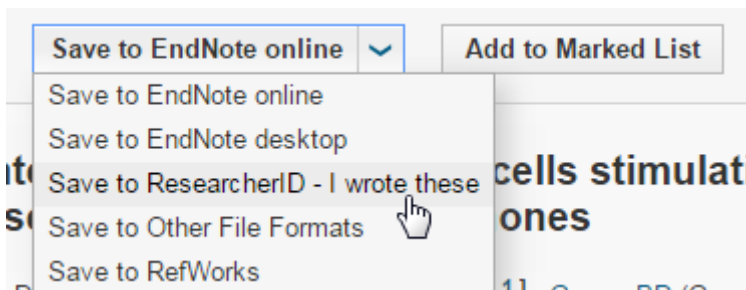 Save to EndNote online
Add to Marked List
Save to EndNote online
Save to EndNote desktop
Save to ResearcherID - I wrote these
cells stimulat
Save to Other File Formats
ones
Save to RefWorks